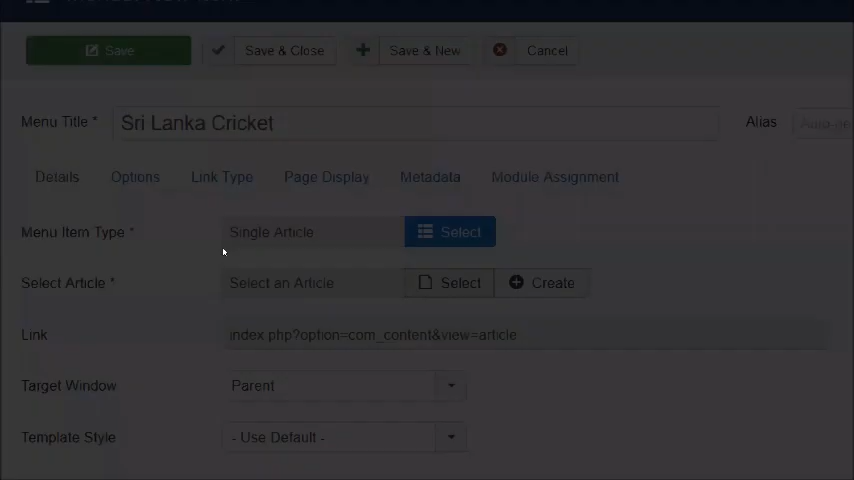 Save Save & Close Save & New Cancel
Menu Title * Sri Lanka Cricket Alias Auto-ge
Details Options Link Type Page Display Metadata Module Assignment
Menu Item Type * Single Article Select
Select Article * Select an Article Select Create
Link index.php?option=com_content&view=article
Target Window Parent
Template Style - Use Default -